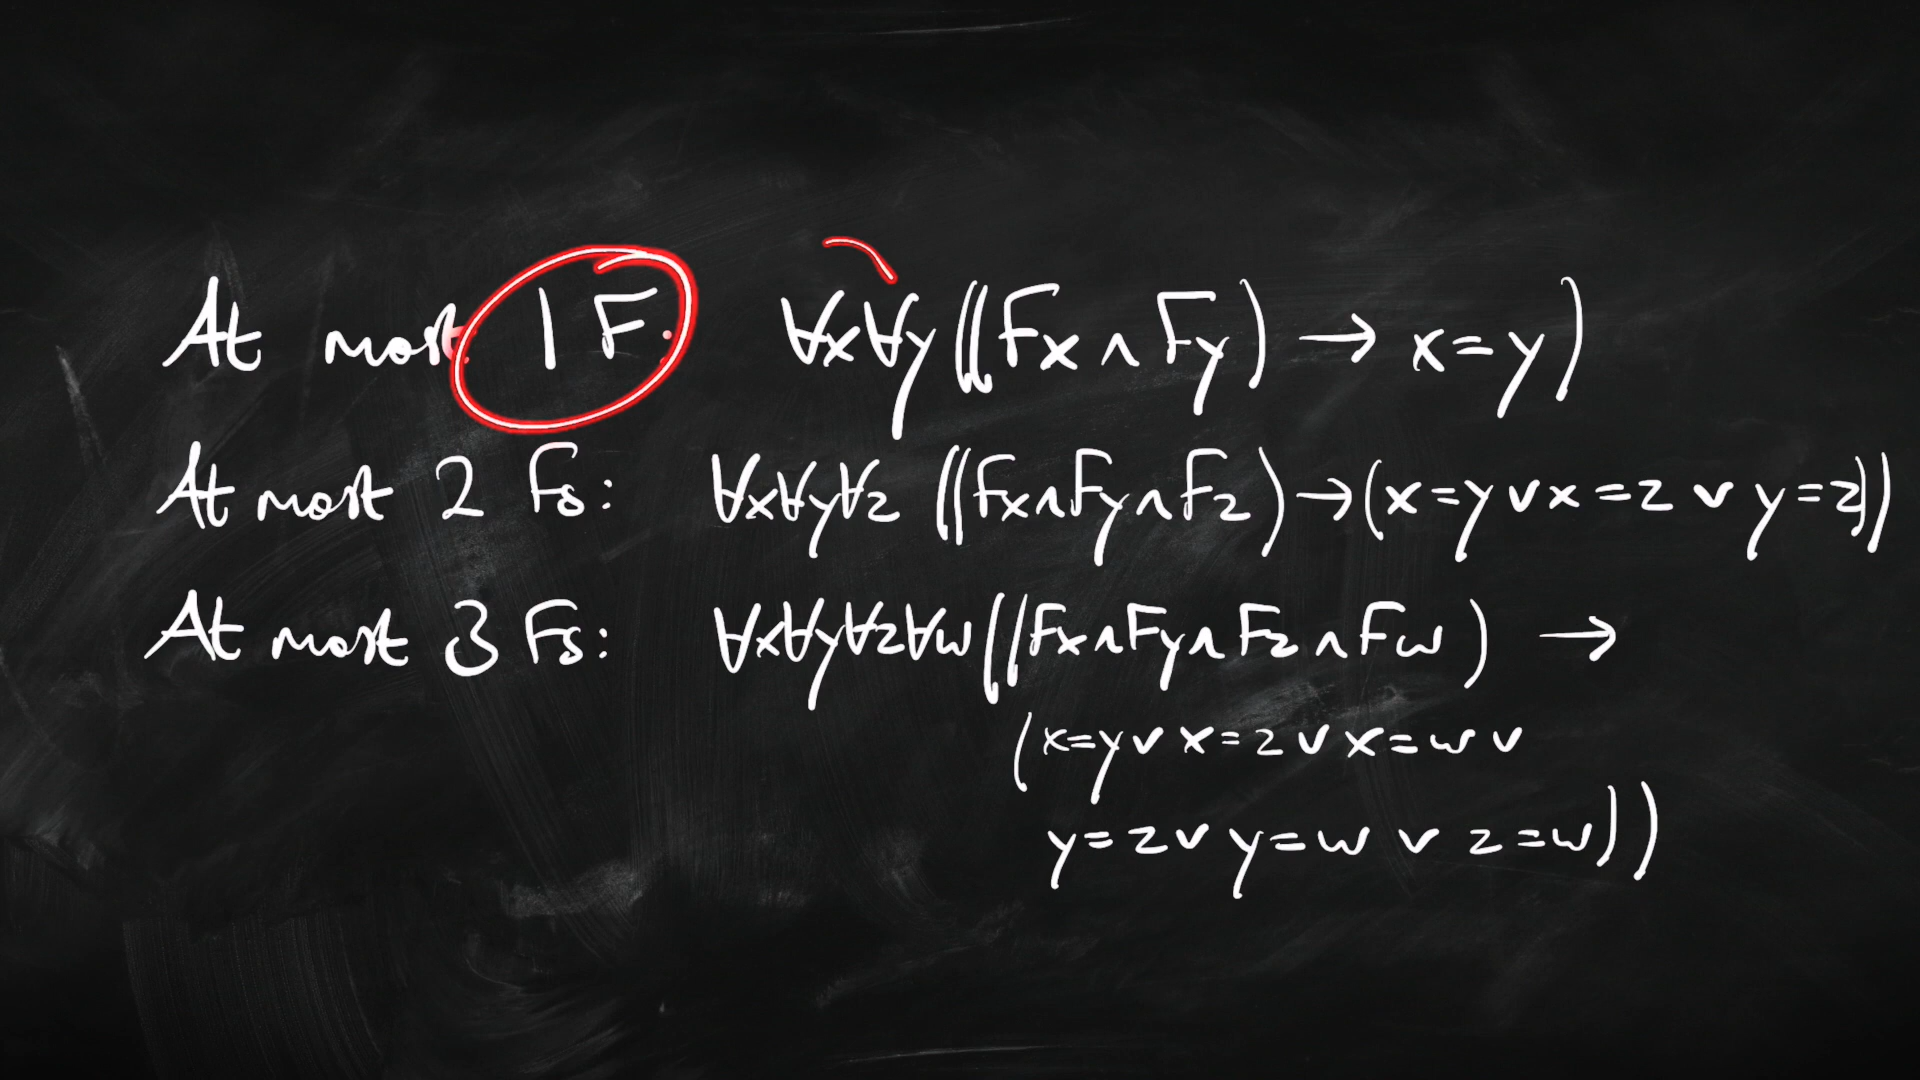 At most 1 F. ∀x∀y((Fx∧Fy) → x=y)
At most 2 Fs: ∀x∀y∀z ((Fx∧Fy∧Fz)→(x=y∨x=z∨y=z))
At most 3 Fs: ∀x∀y∀z∀w((Fx∧Fy∧Fz∧Fw) →
(x=y∨x=z∨x=w∨
y=z∨y=w∨z=w))